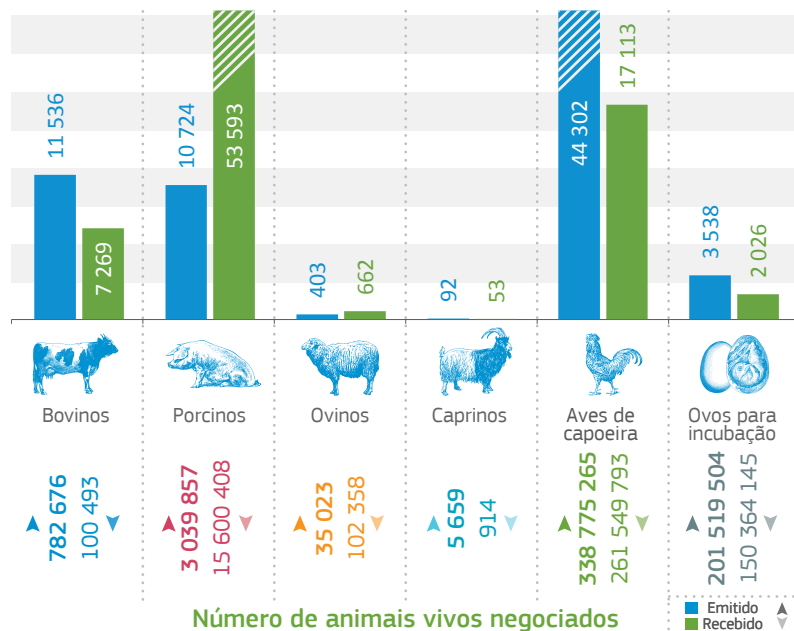 11 536
7 269
10 724
53 593
403
662
92
53
44 302
17 113
3 538
2 026
Bovinos
Porcinos
Ovinos
Caprinos
Aves de
capoeira
Ovos para
incubação
782 676
100 493
3 039 857
15 600 408
35 023
102 358
5 659
914
338 775 265
261 549 793
201 519 504
150 364 145
Número de animais vivos negociados
Emitido
Recebido